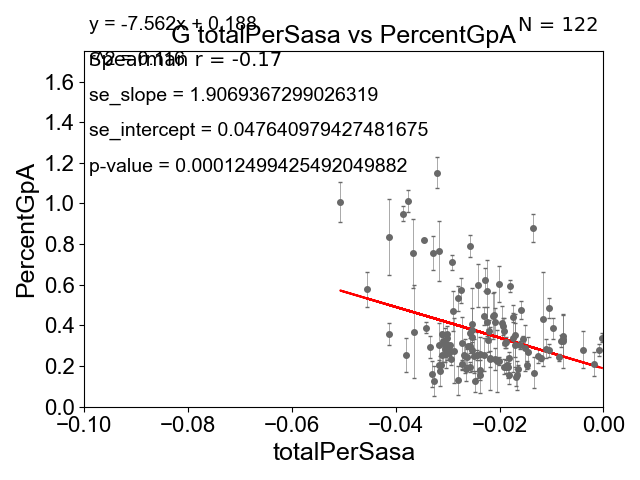 y = -7.562x + 0.188
N = 122
G totalPerSasa vs PercentGpA
Spearman r = -0.17
se_slope = 1.9069367299026319
se_intercept = 0.047640979427481675
p-value = 0.00012499425492049882
PercentGpA
1.6
1.4
1.2
1.0
0.8
0.6
0.4
0.2
0.0
−0.10
−0.08
−0.06
−0.04
−0.02
0.00
totalPerSasa